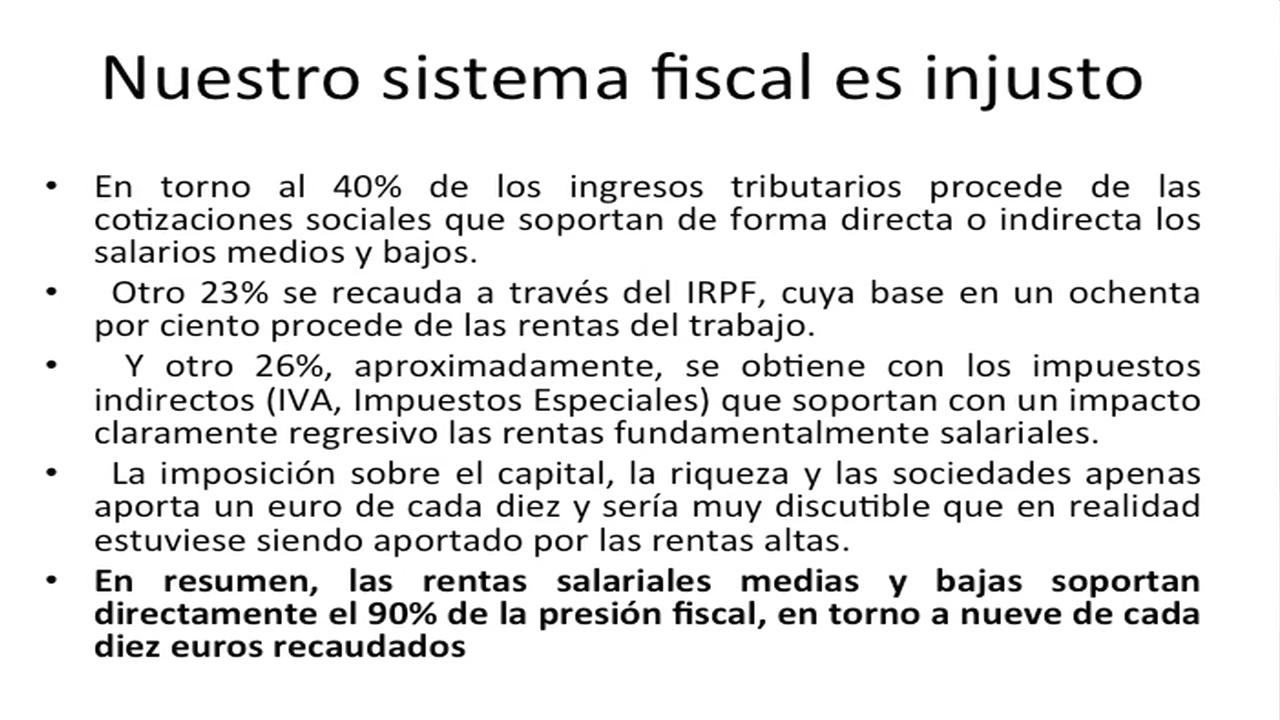 Nuestro sistema fiscal es injusto
• En torno al 40% de los ingresos tributarios procede de las
cotizaciones sociales que soportan de forma directa o indirecta los
salarios medios y bajos.
• Otro 23% se recauda a través del IRPF, cuya base en un ochenta
por ciento procede de las rentas del trabajo.
• Y otro 26%, aproximadamente, se obtiene con los impuestos
indirectos (IVA, Impuestos Especiales) que soportan con un impacto
claramente regresivo las rentas fundamentalmente salariales.
• La imposición sobre el capital, la riqueza y las sociedades apenas
aporta un euro de cada diez y sería muy discutible que en realidad
estuviese siendo aportado por las rentas altas.
• En resumen, las rentas salariales medias y bajas soportan
directamente el 90% de la presión fiscal, en torno a nueve de cada
diez euros recaudados